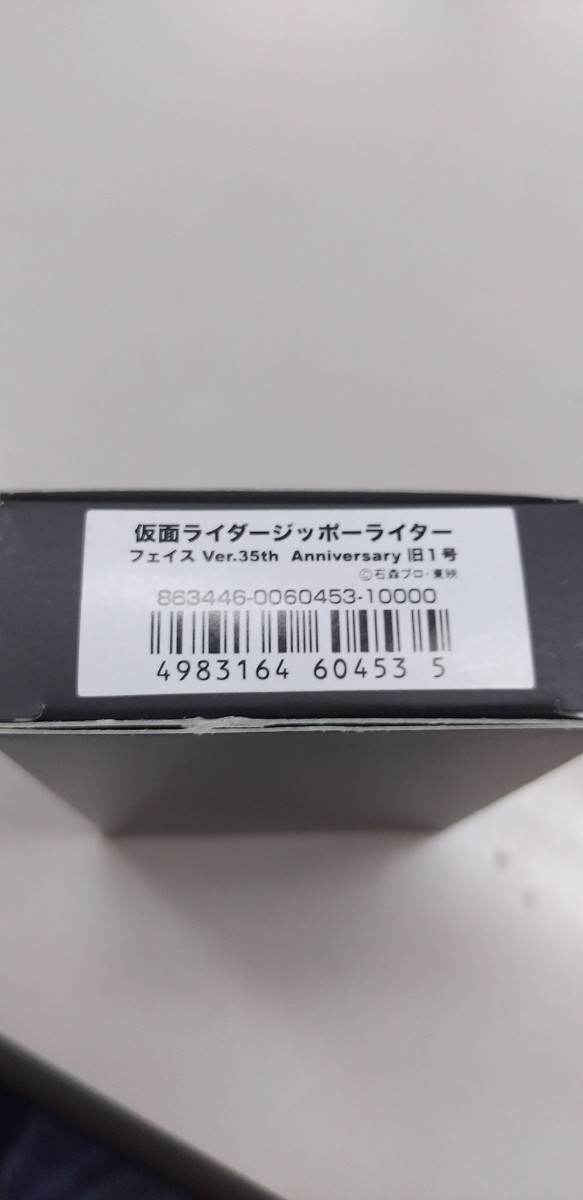 仮面ライダージッポーライター
フェイス Ver.35th Anniversary 旧1号
©石森プロ・東映
863446-0060453-10000
4983164 60453 5